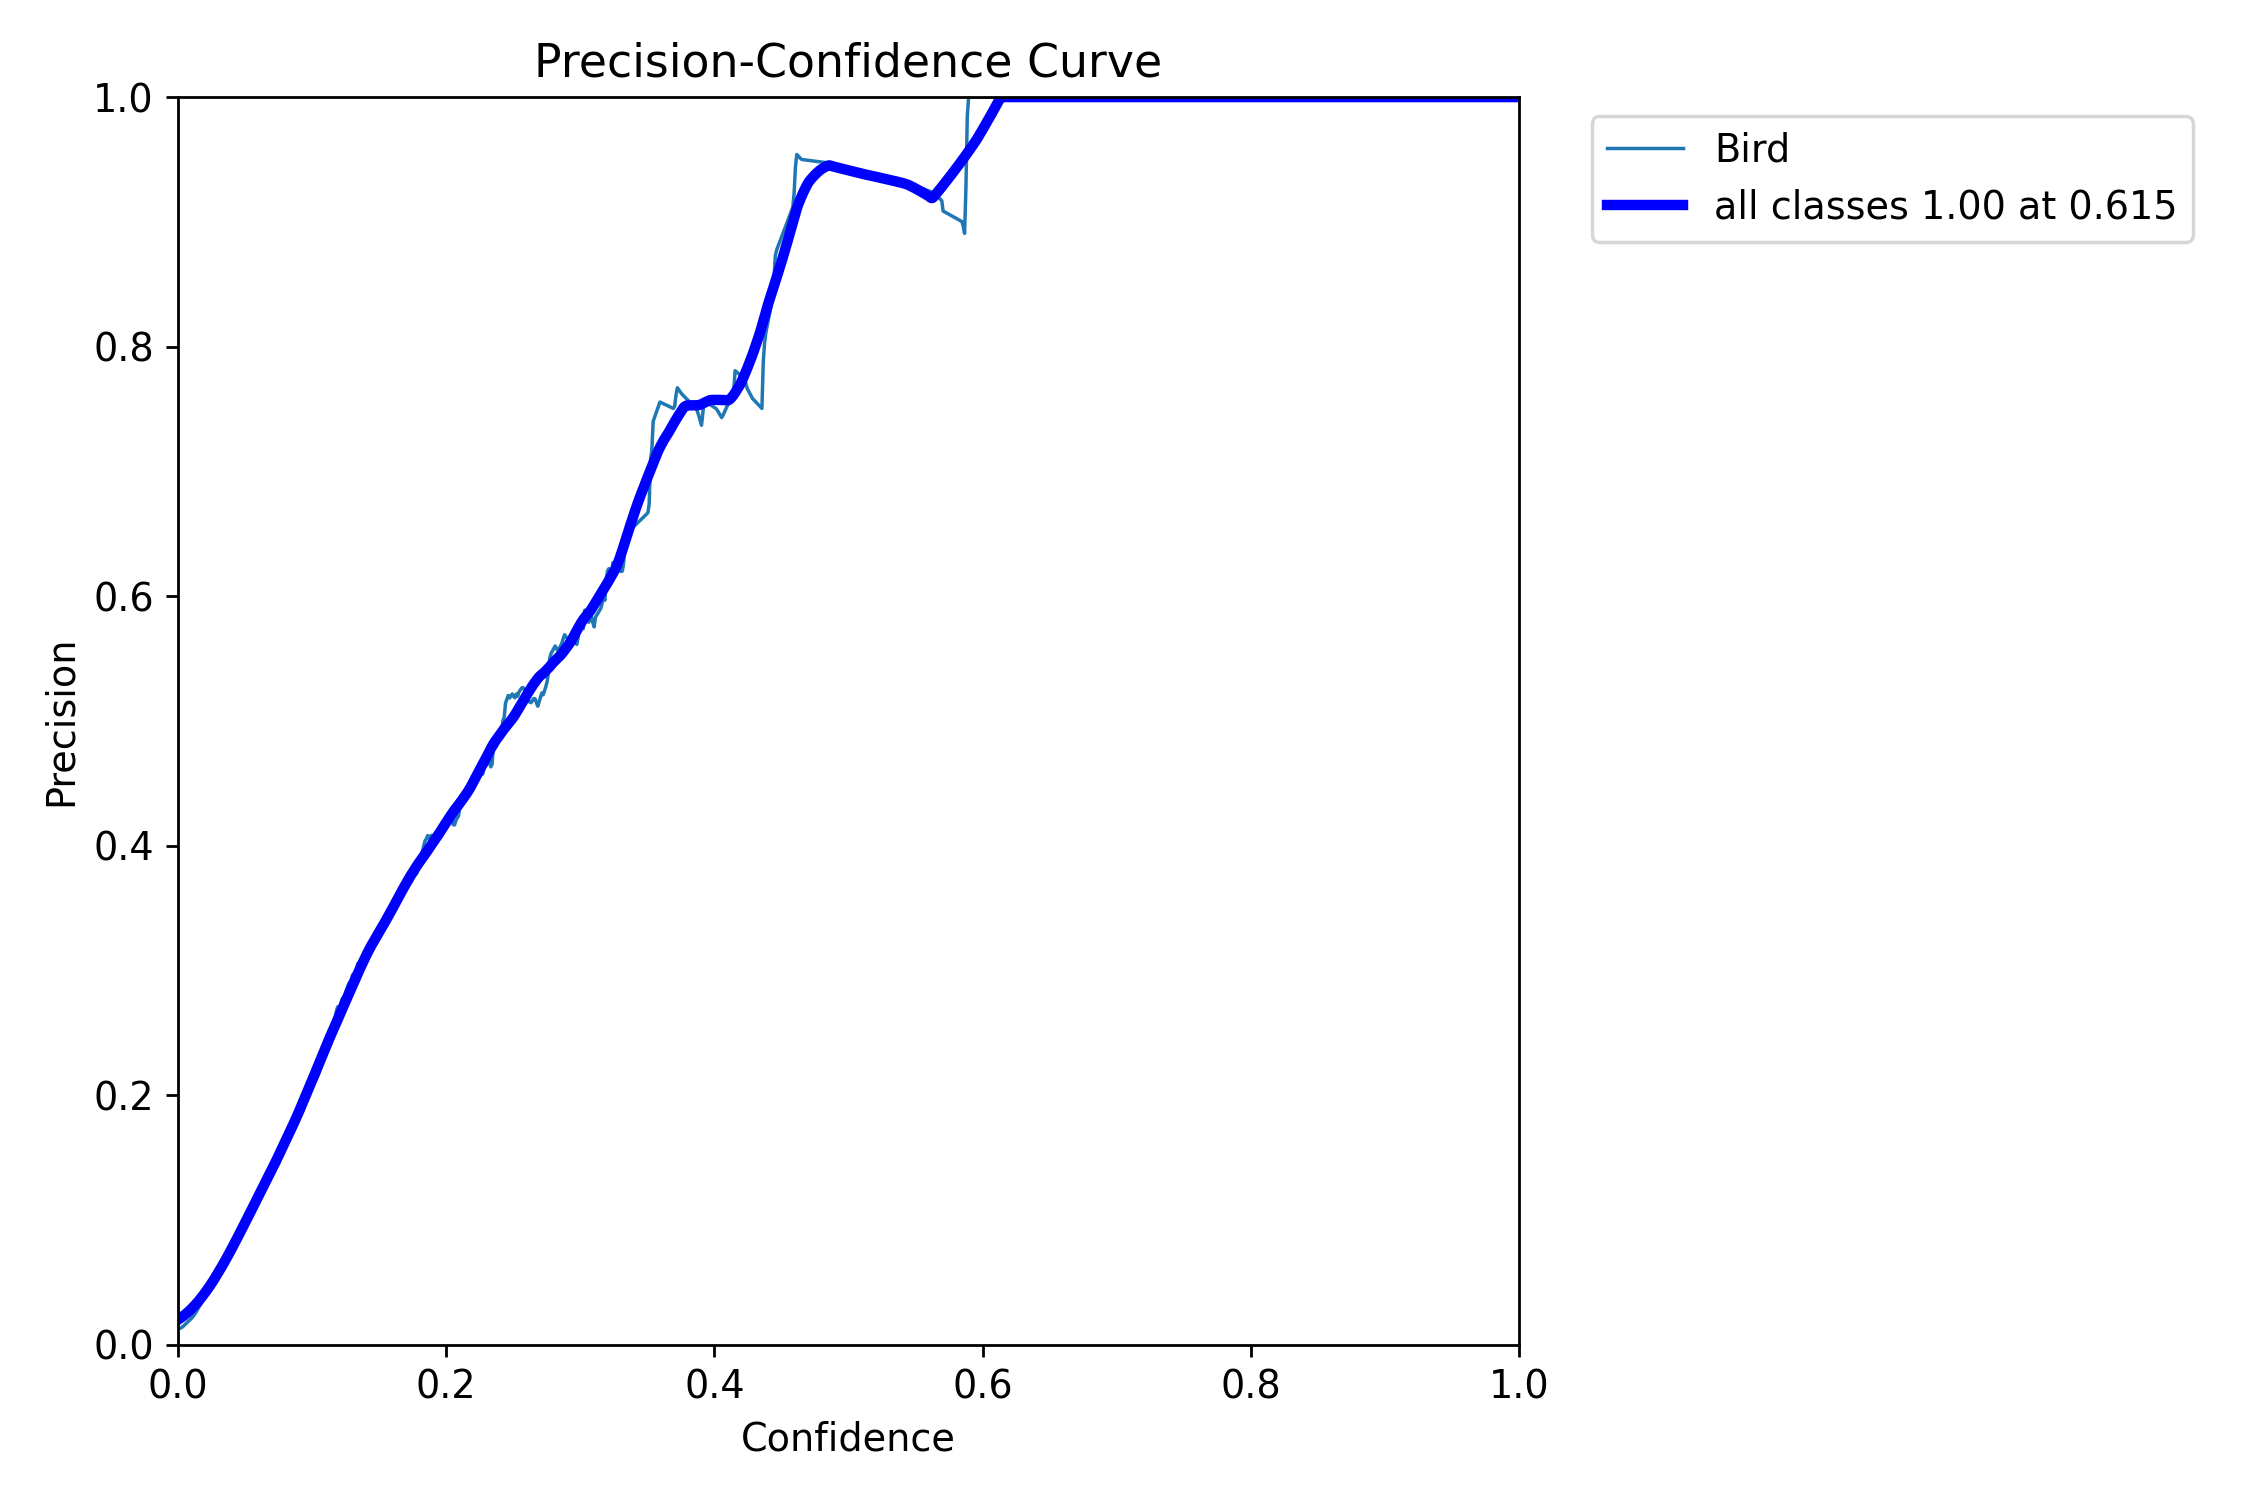 Precision-Confidence Curve
1.0
0.8
0.6
0.4
0.2
0.0
Precision
0.0 0.2 0.4 0.6 0.8 1.0
Confidence
Bird
all classes 1.00 at 0.615